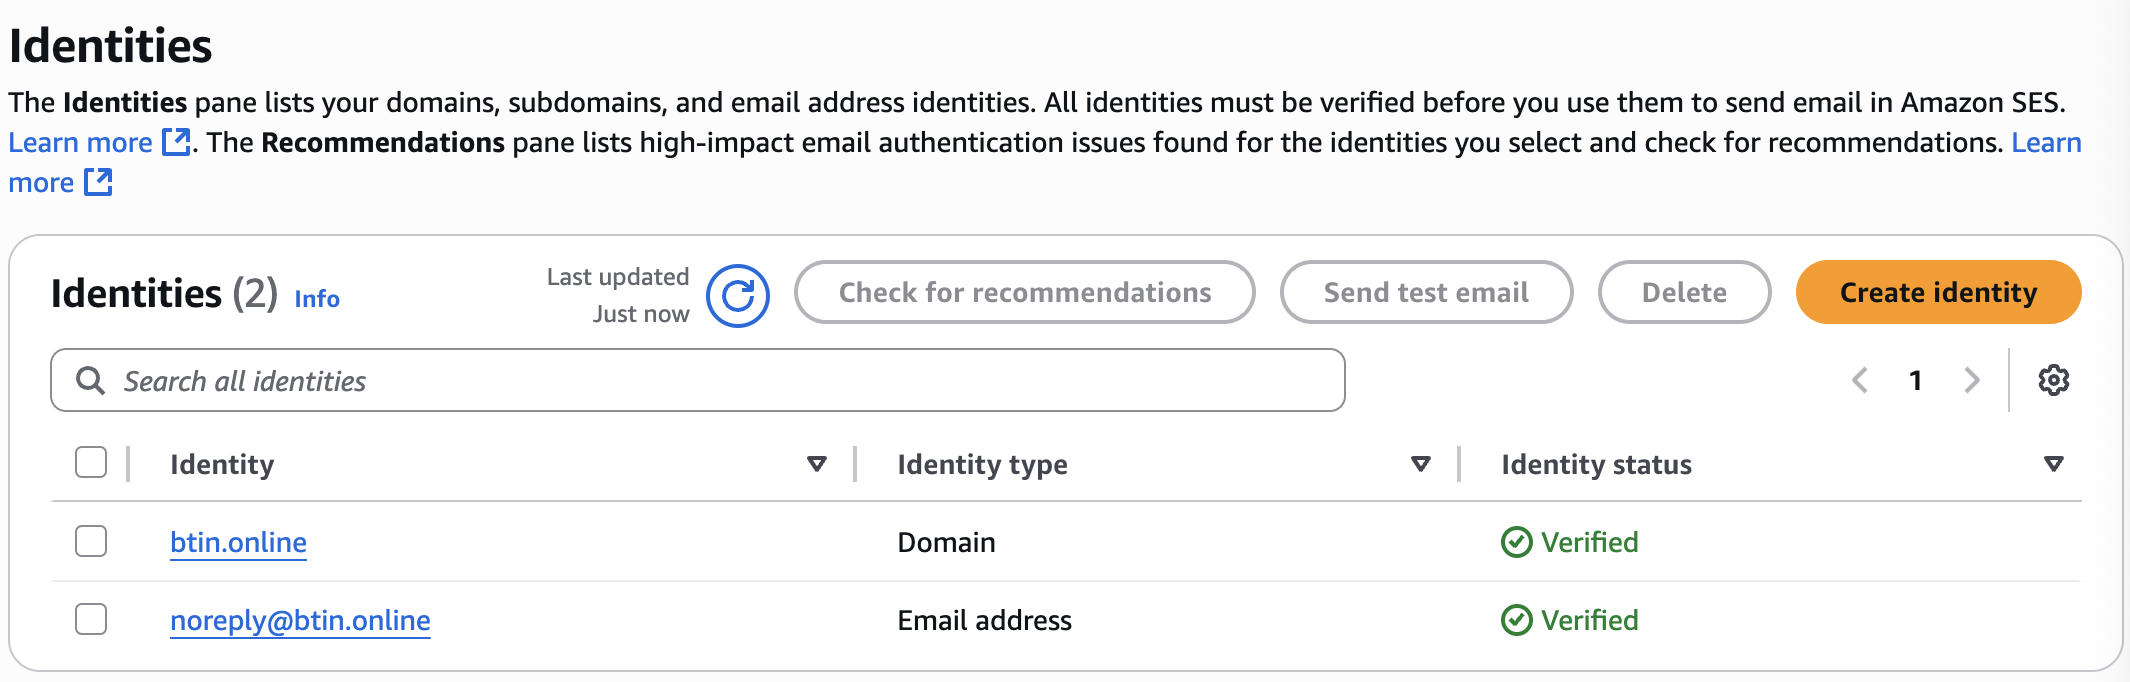 Identities
The Identities pane lists your domains, subdomains, and email address identities. All identities must be verified before you use them to send email in Amazon SES.
Learn more. The Recommendations pane lists high-impact email authentication issues found for the identities you select and check for recommendations. Learn
more
Identities (2) Info
Last updated
Just now
Check for recommendations
Send test email
Delete
Create identity
Search all identities
1
Identity Identity type Identity status
btin.online Domain Verified
noreply@btin.online Email address Verified